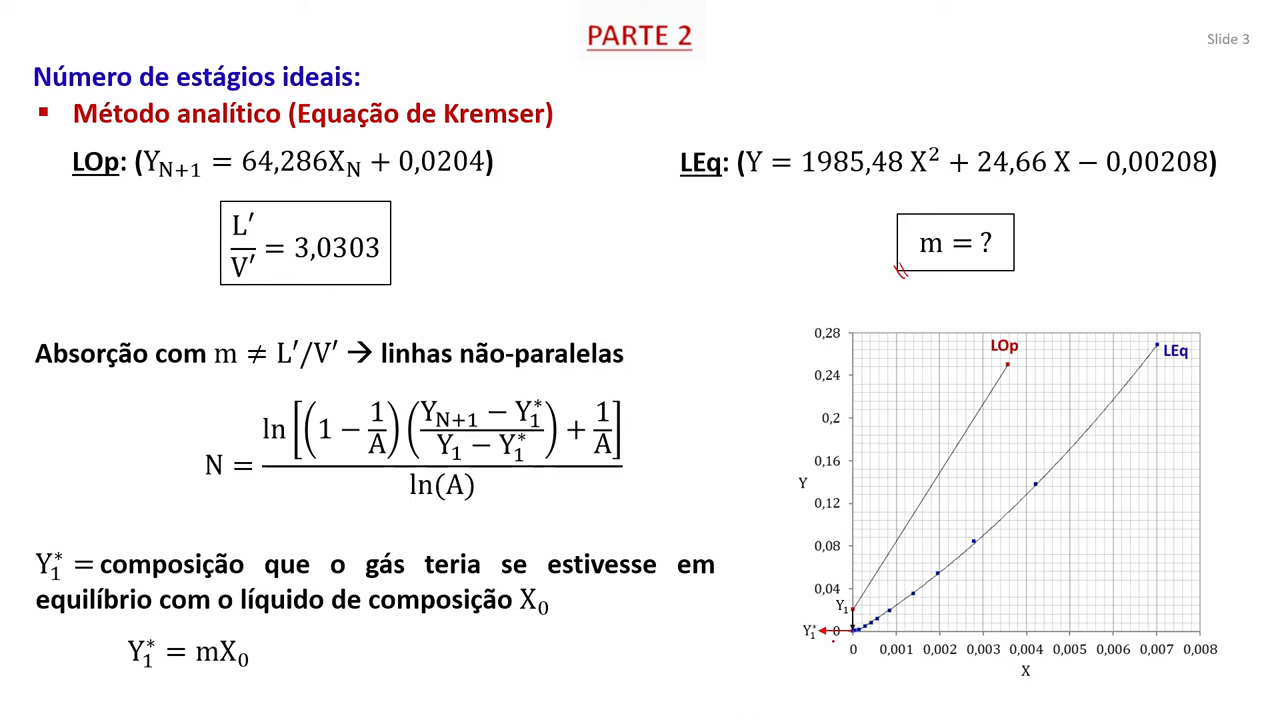 PARTE 2
Slide 3
Número de estágios ideais:
▪ Método analítico (Equação de Kremser)
LOp: (Y_{N+1} = 64,286X_N + 0,0204)
LEq: (Y = 1985,48 X² + 24,66 X − 0,00208)
L′/V′ = 3,0303
m = ?
Absorção com m ≠ L′/V′ → linhas não-paralelas
N = ln[(1 − 1/A)((Y_{N+1} − Y₁*)/(Y₁ − Y₁*)) + 1/A] / ln(A)
Y₁* = composição que o gás teria se estivesse em
equilíbrio com o líquido de composição X₀
Y₁* = mX₀
0,28
LOp
LEq
0,24
0,2
0,16
Y
0,12
0,08
0,04
Y₁
Y₁*
0
0 0,001 0,002 0,003 0,004 0,005 0,006 0,007 0,008
X